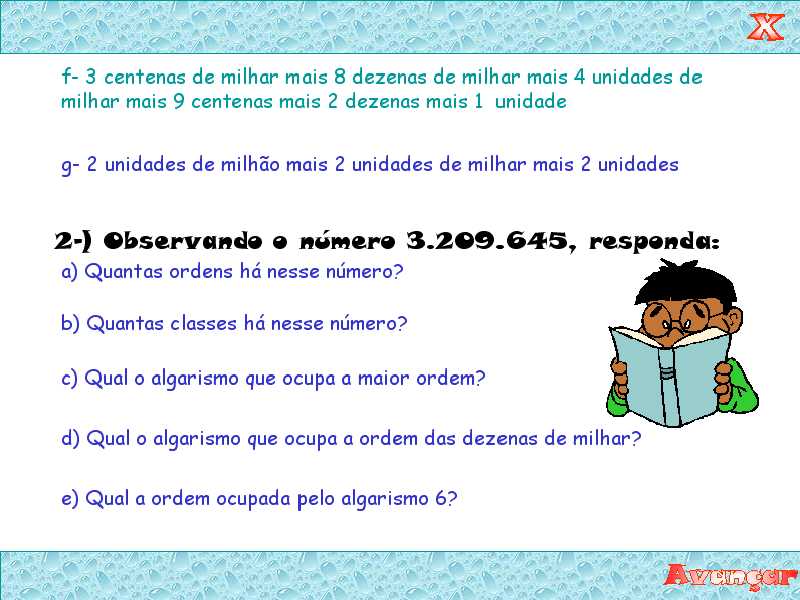 X
f- 3 centenas de milhar mais 8 dezenas de milhar mais 4 unidades de
milhar mais 9 centenas mais 2 dezenas mais 1 unidade
g- 2 unidades de milhão mais 2 unidades de milhar mais 2 unidades
2-) Observando o número 3.209.645, responda:
a) Quantas ordens há nesse número?
b) Quantas classes há nesse número?
c) Qual o algarismo que ocupa a maior ordem?
d) Qual o algarismo que ocupa a ordem das dezenas de milhar?
e) Qual a ordem ocupada pelo algarismo 6?
Avançar